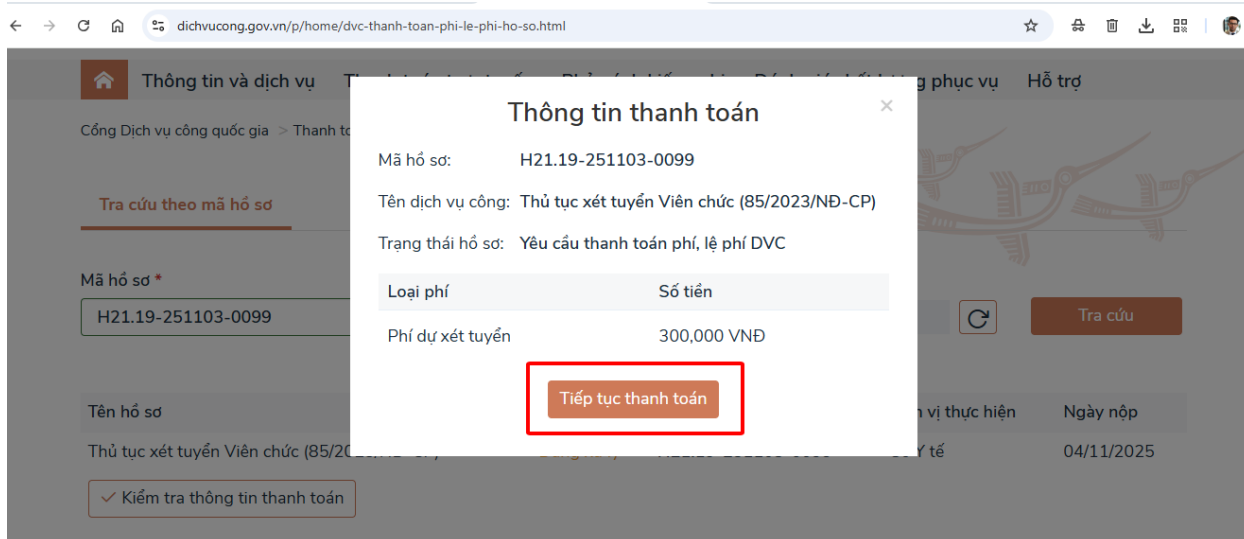 dichvucong.gov.vn/p/home/dvc-thanh-toan-phi-le-phi-ho-so.html
Thông tin và dịch vụ phục vụ Hỗ trợ
Cổng Dịch vụ công quốc gia >
Thông tin thanh toán ×
Mã hồ sơ: H21.19-251103-0099
Tên dịch vụ công: Thủ tục xét tuyển Viên chức (85/2023/NĐ-CP)
Tra cứu theo mã hồ sơ
Trạng thái hồ sơ: Yêu cầu thanh toán phí, lệ phí DVC
Mã hồ sơ *
Loại phí Số tiền
H21.19-251103-0099 Tra cứu
Phí dự xét tuyển 300,000 VNĐ
Tiếp tục thanh toán
Tên hồ sơ vị thực hiện Ngày nộp
Thủ tục xét tuyển Viên chức Y tế 04/11/2025
Kiểm tra thông tin thanh toán